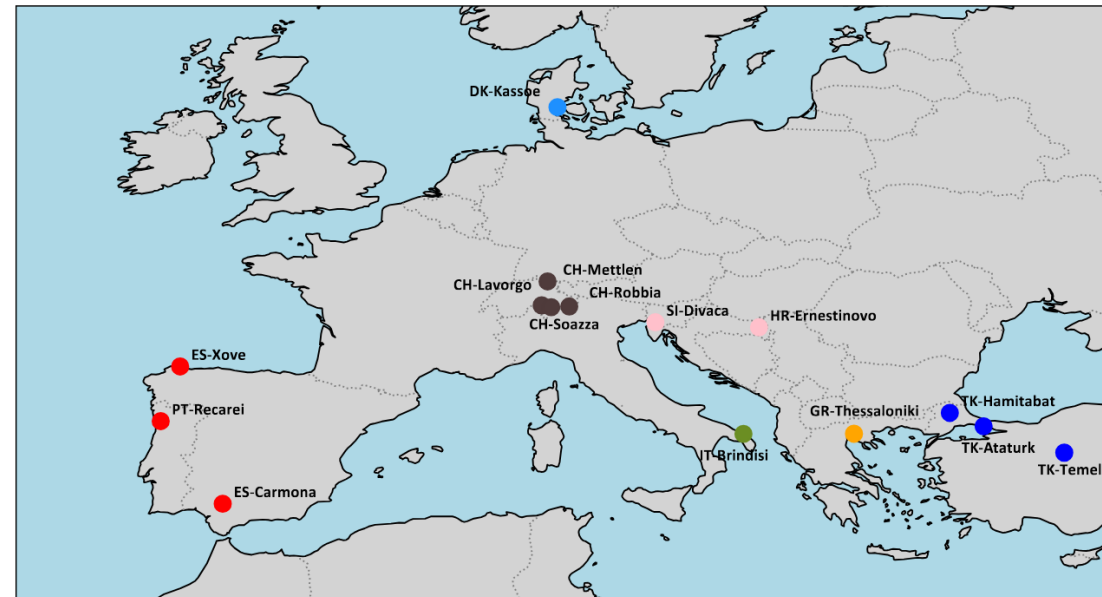 DK-Kassoe
CH-Mettlen
CH-Lavorgo
CH-Robbia
CH-Soazza
SI-Divaca
HR-Ernestinovo
ES-Xove
PT-Recarei
GR-Thessaloniki
TK-Hamitabat
TK-Ataturk
IT-Brindisi
TK-Temel
ES-Carmona